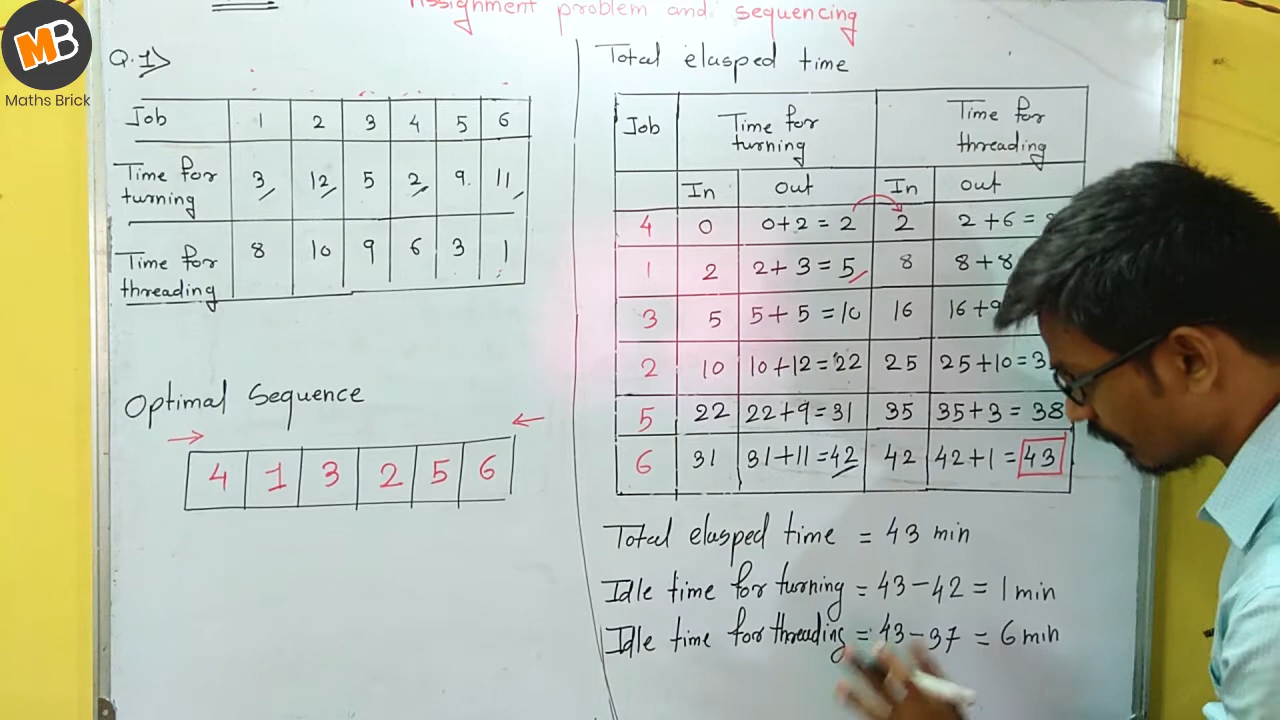 Assignment problem and sequencing
MB
Maths Brick
Q.1>
Job 1 2 3 4 5 6
Time for turning 3 12 5 2 9 11
Time for threading 8 10 9 6 3 1
Optimal Sequence
4 1 3 2 5 6
Total elasped time
Job Time for turning Time for threading
In Out In Out
4 0 0+2=2 2 2+6=
1 2 2+3=5 8 8+8
3 5 5+5=10 16 16+9
2 10 10+12=22 25 25+10=3
5 22 22+9=31 35 35+3=38
6 31 31+11=42 42 42+1=43
Total elasped time = 43 min
Idle time for turning = 43-42 = 1 min
Idle time for threading = 43-37 = 6 min